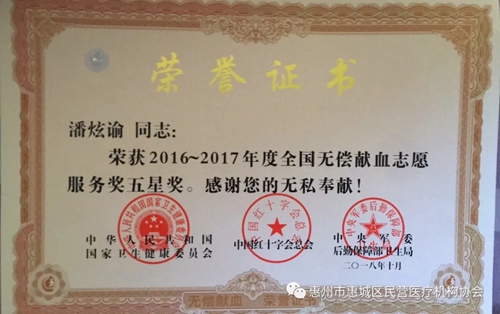 荣誉证书
潘炫谕 同志:
荣获2016~2017年度全国无偿献血志愿
服务奖五星奖。感谢您的无私奉献!
中华人民共和国 中国红十字会总会 中央军委
国家卫生健康委员会 后勤保障部卫生局
二〇一八年十月
无偿献血 荣誉
惠州市惠城区民营医疗机构协会